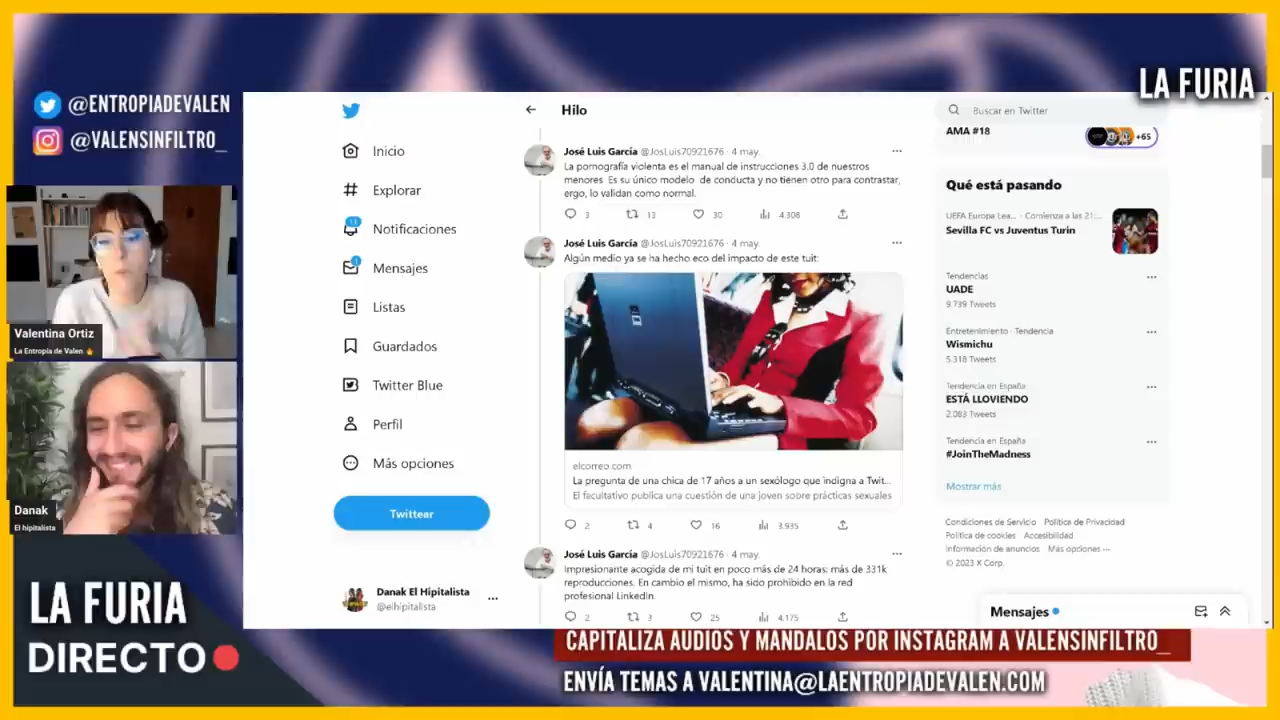 @ENTROPIADEVALEN
@VALENSINFILTRO_
LA FURIA
Valentina Ortiz
La Entropía de Valen
Danak
El hipitalista
LA FURIA
DIRECTO
Inicio
Explorar
11
Notificaciones
1
Mensajes
Listas
Guardados
Twitter Blue
Perfil
Más opciones
Twittear
Danak El Hipitalista
@elhipitalista
Hilo
José Luis García @JosLuis70921676 · 4 may.
La pornografía violenta es el manual de instrucciones 3.0 de nuestros
menores. Es su único modelo de conducta y no tienen otro para contrastar,
ergo, lo validan como normal.
3 13 30 4.308
José Luis García @JosLuis70921676 · 4 may.
Algún medio ya se ha hecho eco del impacto de este tuit:
elcorreo.com
La pregunta de una chica de 17 años a un sexólogo que indigna a Twit...
El facultativo publica una cuestión de una joven sobre prácticas sexuales
2 4 16 3.935
José Luis García @JosLuis70921676 · 4 may.
Impresionante acogida de mi tuit en poco más de 24 horas: más de 331k
reproducciones. En cambio el mismo, ha sido prohibido en la red
profesional LinkedIn.
2 3 25 4.175
Buscar en Twitter
AMA #18
+65
Qué está pasando
UEFA Europa Lea... · Comienza a las 21:...
Sevilla FC vs Juventus Turín
Tendencias
UADE
9.739 Tweets
Entretenimiento · Tendencia
Wismichu
5.318 Tweets
Tendencia en España
ESTÁ LLOVIENDO
2.083 Tweets
Tendencia en España
#JoinTheMadness
Mostrar más
Condiciones de Servicio Política de Privacidad
Política de cookies Accesibilidad
Información de anuncios Más opciones ···
© 2023 X Corp.
Mensajes
CAPITALIZA AUDIOS Y MANDALOS POR INSTAGRAM A VALENSINFILTRO_
ENVÍA TEMAS A VALENTINA@LAENTROPIADEVALEN.COM